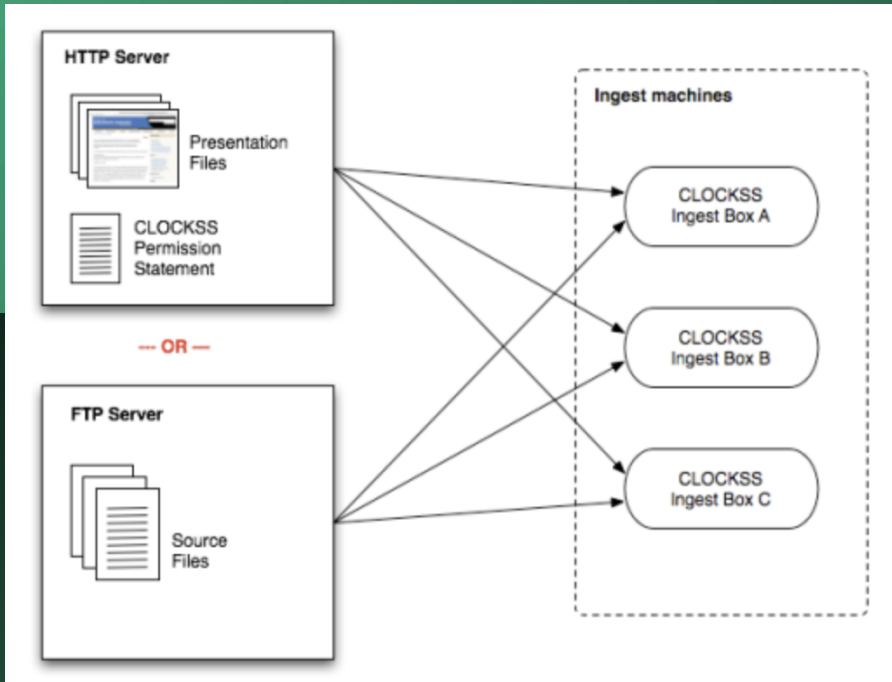 HTTP Server
Presentation
Files
CLOCKSS
Permission
Statement
--- OR —
FTP Server
Source
Files
Ingest machines
CLOCKSS
Ingest Box A
CLOCKSS
Ingest Box B
CLOCKSS
Ingest Box C